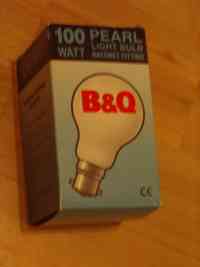 100 PEARL
WATT LIGHT BULB
BAYONET FITTING
B&Q
CE